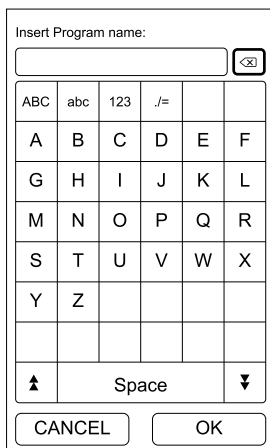 Insert Program name:
ABC abc 123 ./=
A B C D E F
G H I J K L
M N O P Q R
S T U V W X
Y Z
Space
CANCEL OK